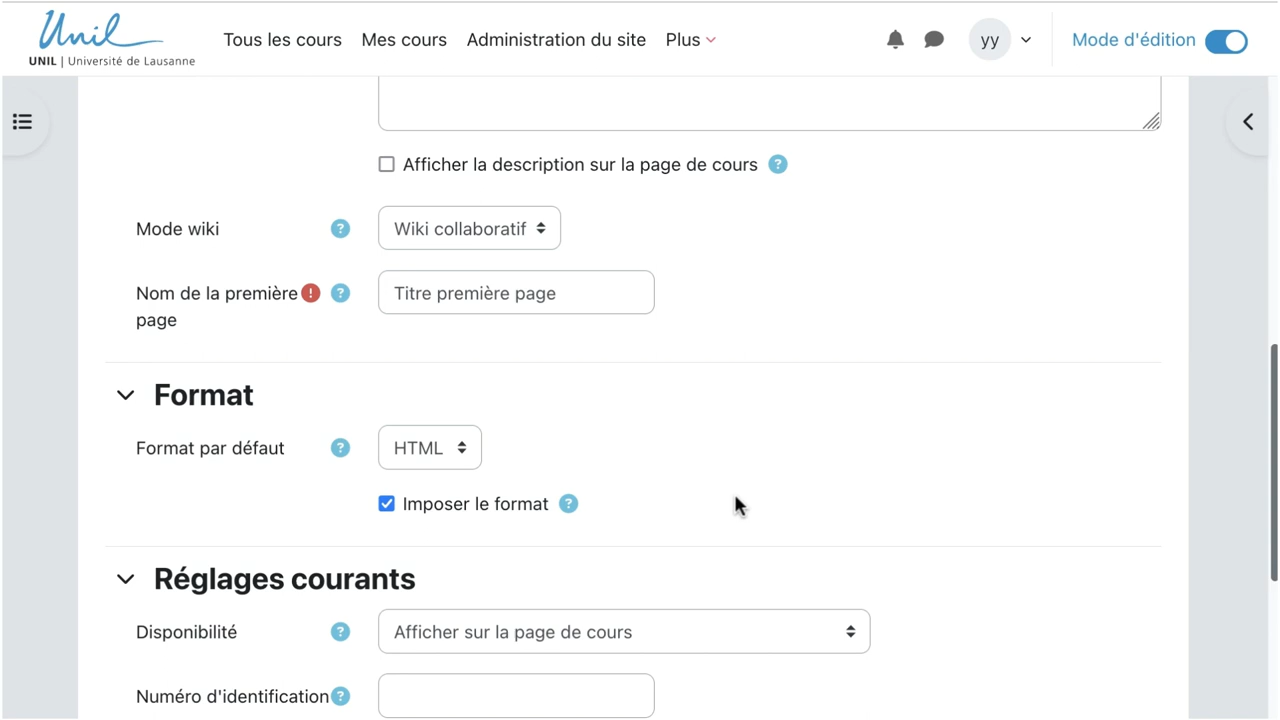 Unil
UNIL | Université de Lausanne
Tous les cours Mes cours Administration du site Plus yy Mode d'édition
Afficher la description sur la page de cours ?
Mode wiki ? Wiki collaboratif
Nom de la première ! ? Titre première page
page
Format
Format par défaut ? HTML
Imposer le format ?
Réglages courants
Disponibilité ? Afficher sur la page de cours
Numéro d'identification ?